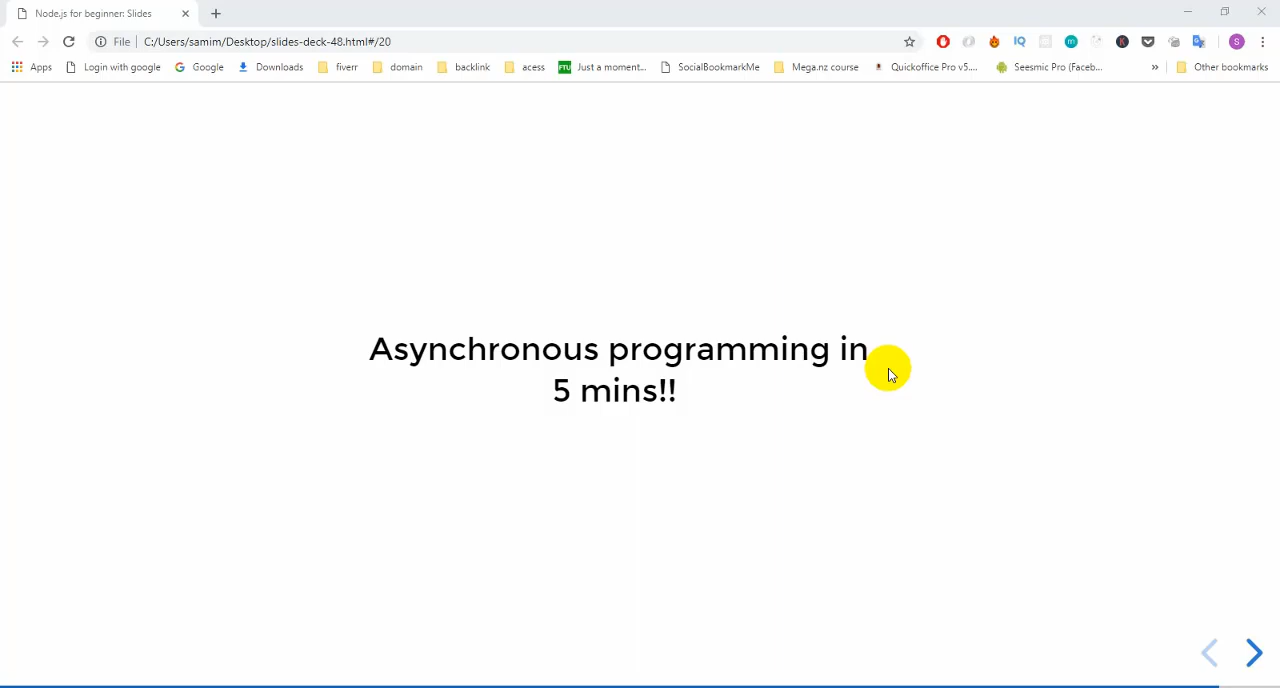 Node.js for beginner: Slides
File
C:/Users/samim/Desktop/slides-deck-48.html#/20
Apps
Login with google
Google
Downloads
fiverr
domain
backlink
acess
FTU
Just a moment...
SocialBookmarkMe
Mega.nz course
Quickoffice Pro v5....
Seesmic Pro (Faceb...
»
Other bookmarks
IQ
m
K
S
Asynchronous programming in
5 mins!!